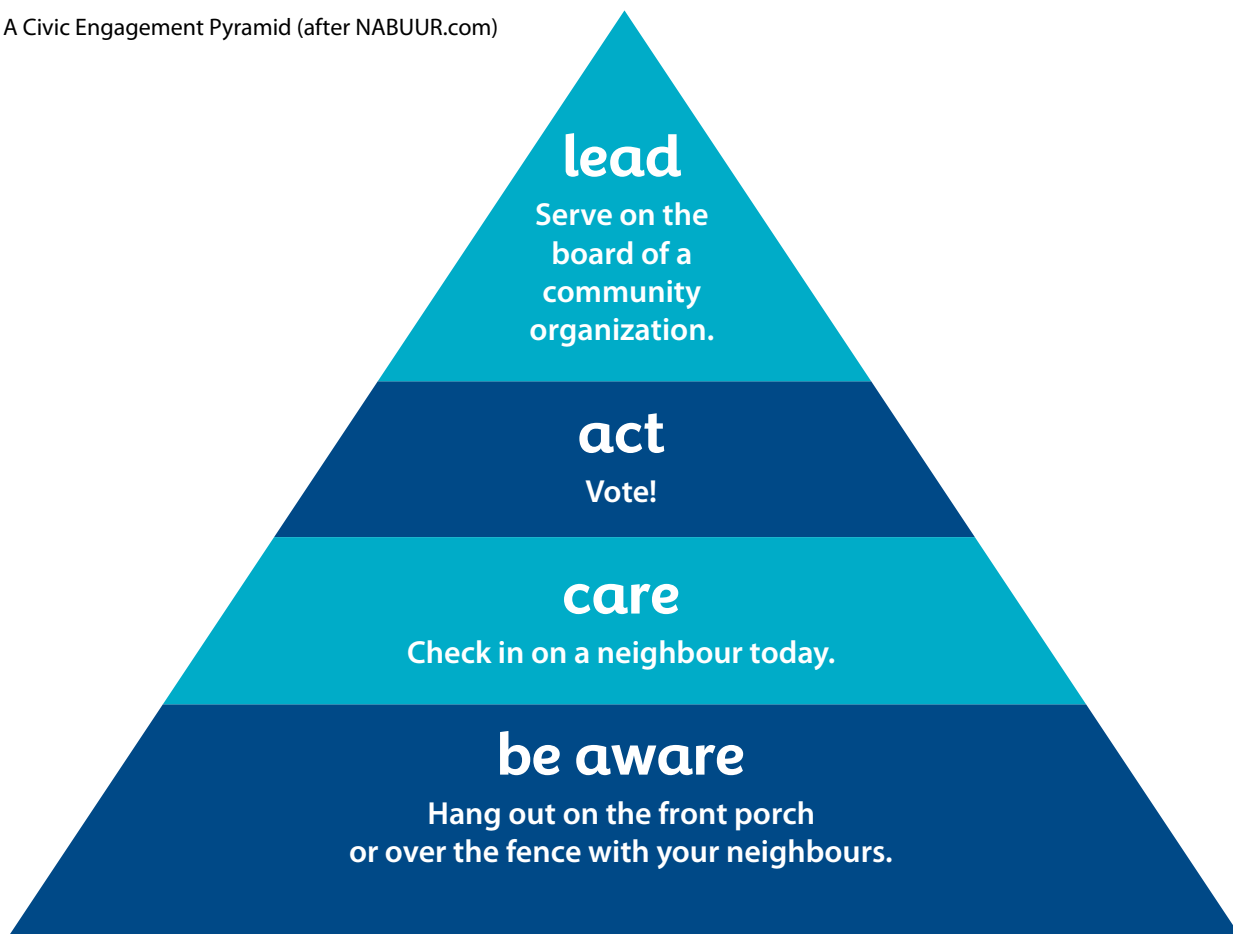 A Civic Engagement Pyramid (after NABUUR.com)
lead
Serve on the
board of a
community
organization.
act
Vote!
care
Check in on a neighbour today.
be aware
Hang out on the front porch
or over the fence with your neighbours.